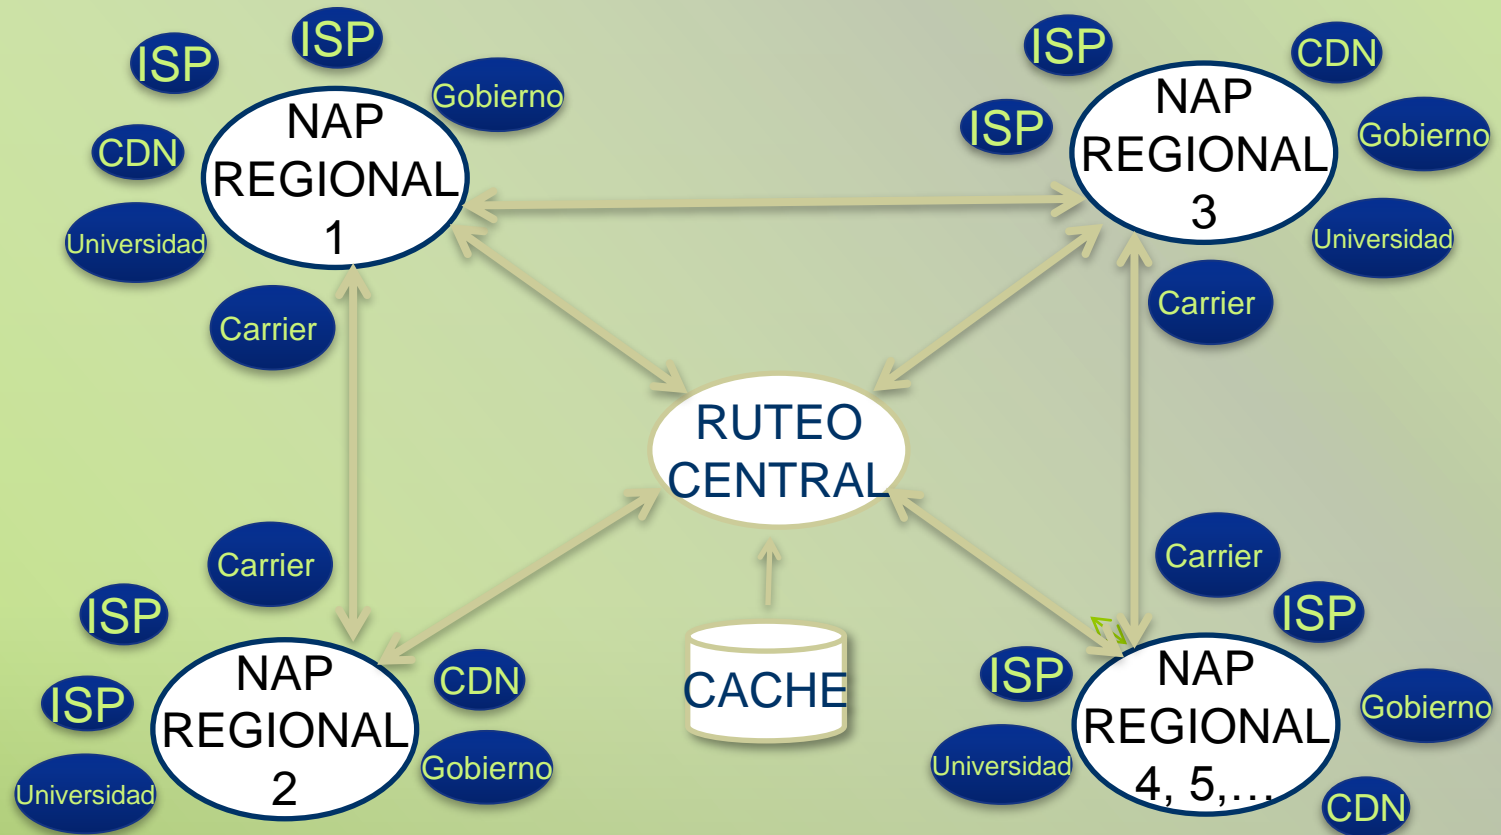 ISP
ISP
Gobierno
CDN
Universidad
Carrier
NAP
REGIONAL
1
ISP
CDN
ISP
Gobierno
Universidad
Carrier
NAP
REGIONAL
3
RUTEO
CENTRAL
CACHE
Carrier
ISP
ISP
Universidad
CDN
Gobierno
NAP
REGIONAL
2
Carrier
ISP
ISP
Gobierno
Universidad
CDN
NAP
REGIONAL
4, 5,...